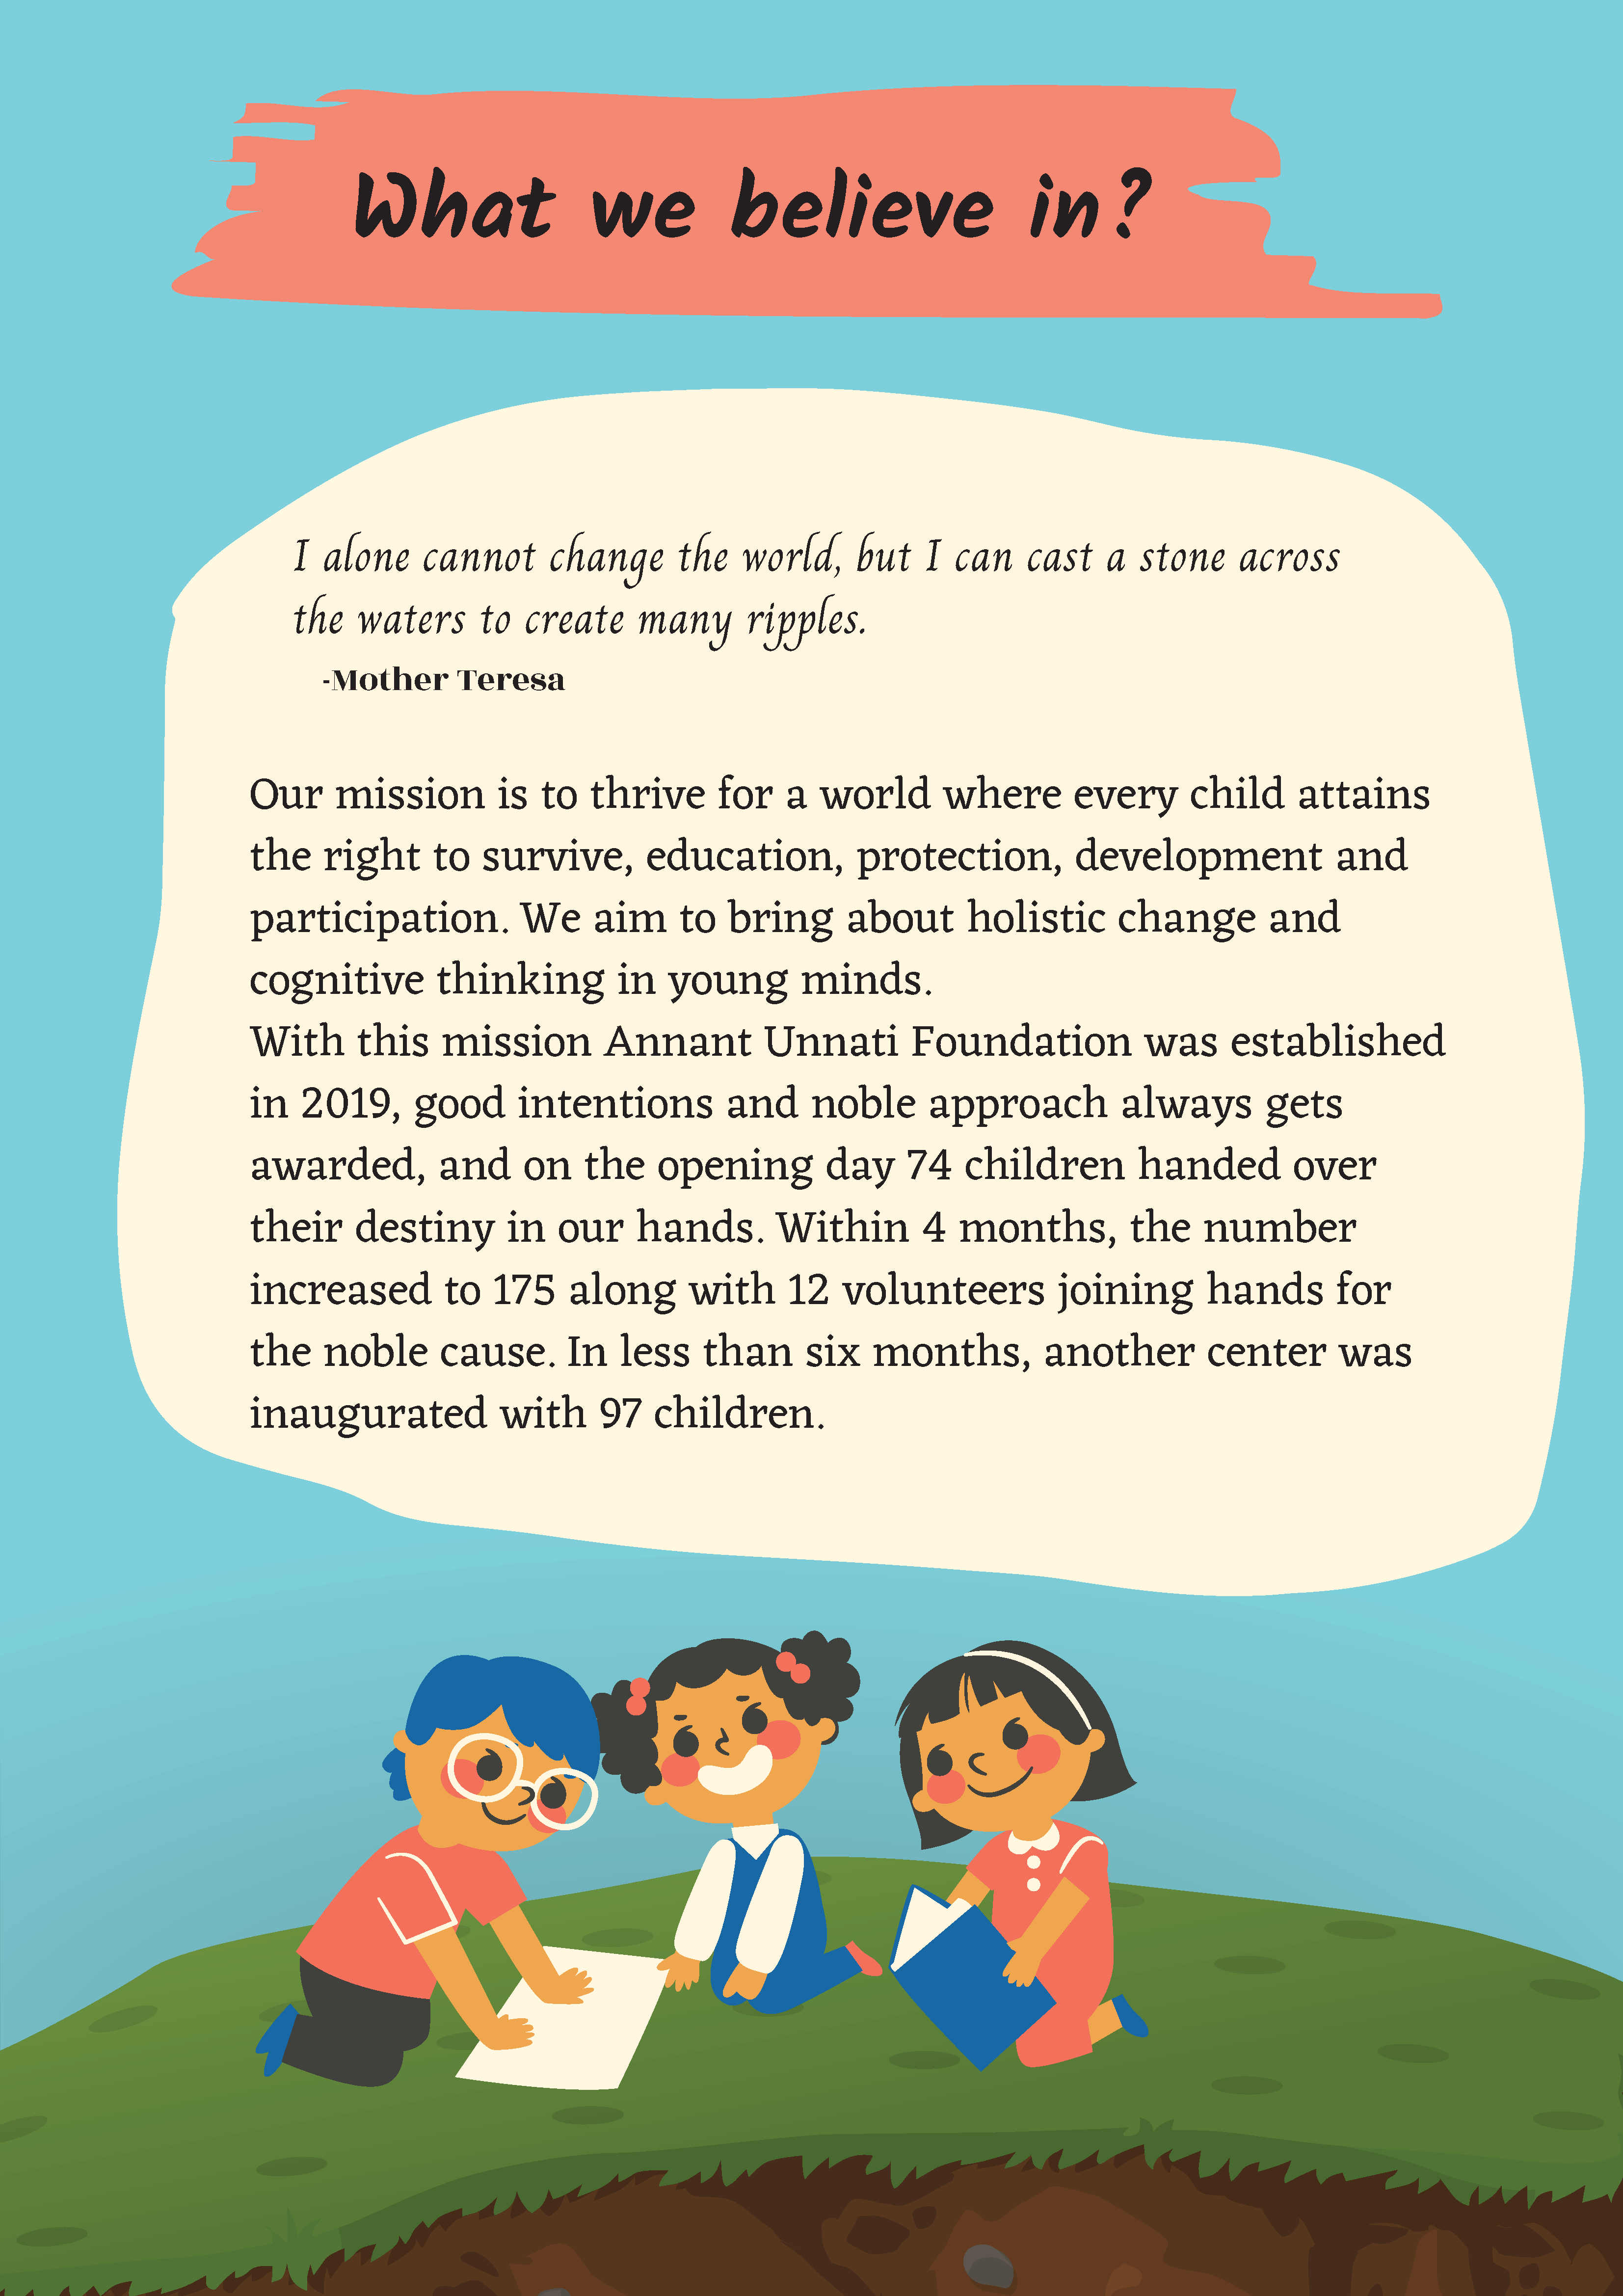 What we believe in?
I alone cannot change the world, but I can cast a stone across
the waters to create many ripples.
-Mother Teresa
Our mission is to thrive for a world where every child attains
the right to survive, education, protection, development and
participation. We aim to bring about holistic change and
cognitive thinking in young minds.
With this mission Annant Unnati Foundation was established
in 2019, good intentions and noble approach always gets
awarded, and on the opening day 74 children handed over
their destiny in our hands. Within 4 months, the number
increased to 175 along with 12 volunteers joining hands for
the noble cause. In less than six months, another center was
inaugurated with 97 children.